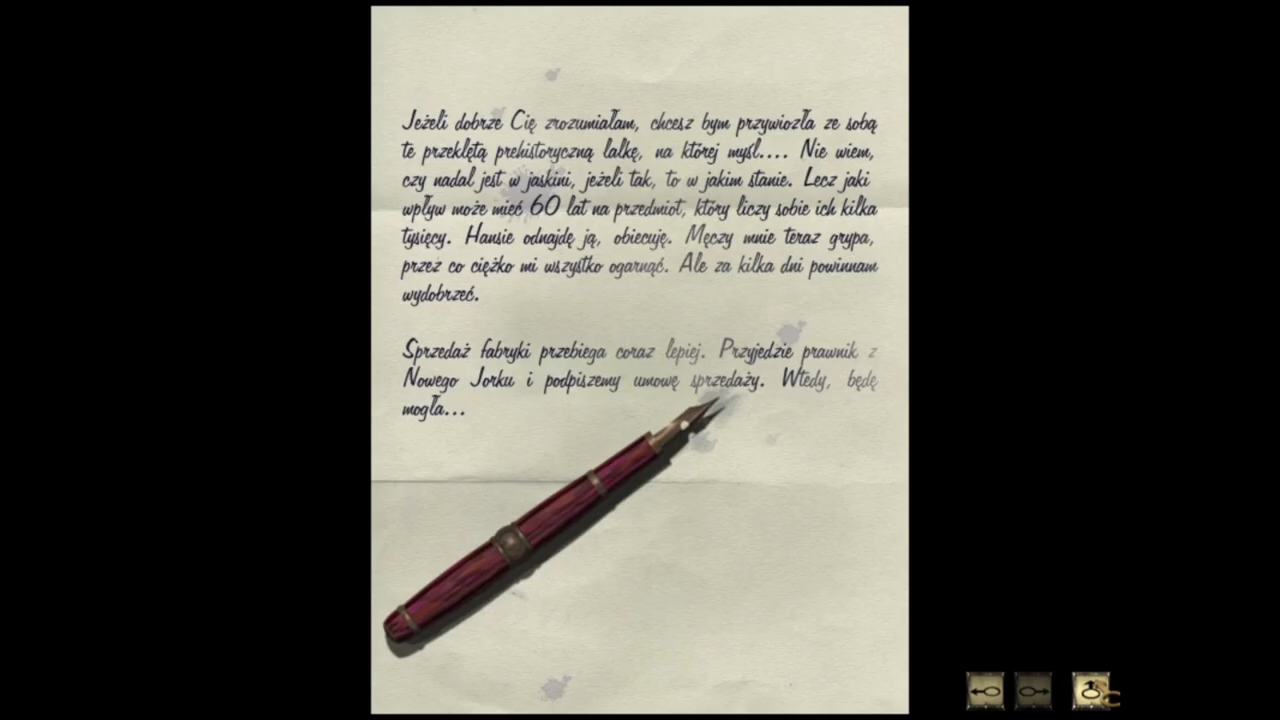 Jeżeli dobrze Cię zrozumiałam, chcesz bym przywiozła ze sobą
tę przeklętą prehistoryczną lalkę, na której myśl.... Nie wiem,
czy nadal jest w jaskini, jeżeli tak, to w jakim stanie. Lecz jaki
wpływ może mieć 60 lat na przedmiot, który liczy sobie ich kilka
tysięcy. Hansie odnajdę ją, obiecuję. Męczy mnie teraz grypa,
przez co ciężko mi wszystko ogarnąć. Ale za kilka dni powinnam
wydobrzeć.
Sprzedaż fabryki przebiega coraz lepiej. Przyjedzie prawnik z
Nowego Jorku i podpiszemy umowę sprzedaży. Wtedy, będę
mogła...